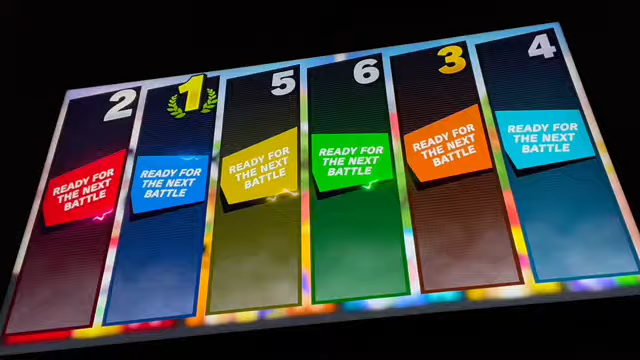 2
READY FOR
THE NEXT
BATTLE
1
READY FOR
THE NEXT
BATTLE
5
READY FOR
THE NEXT
BATTLE
6
READY FOR
THE NEXT
BATTLE
3
READY FOR
THE NEXT
BATTLE
4
READY FOR
THE NEXT
BATTLE